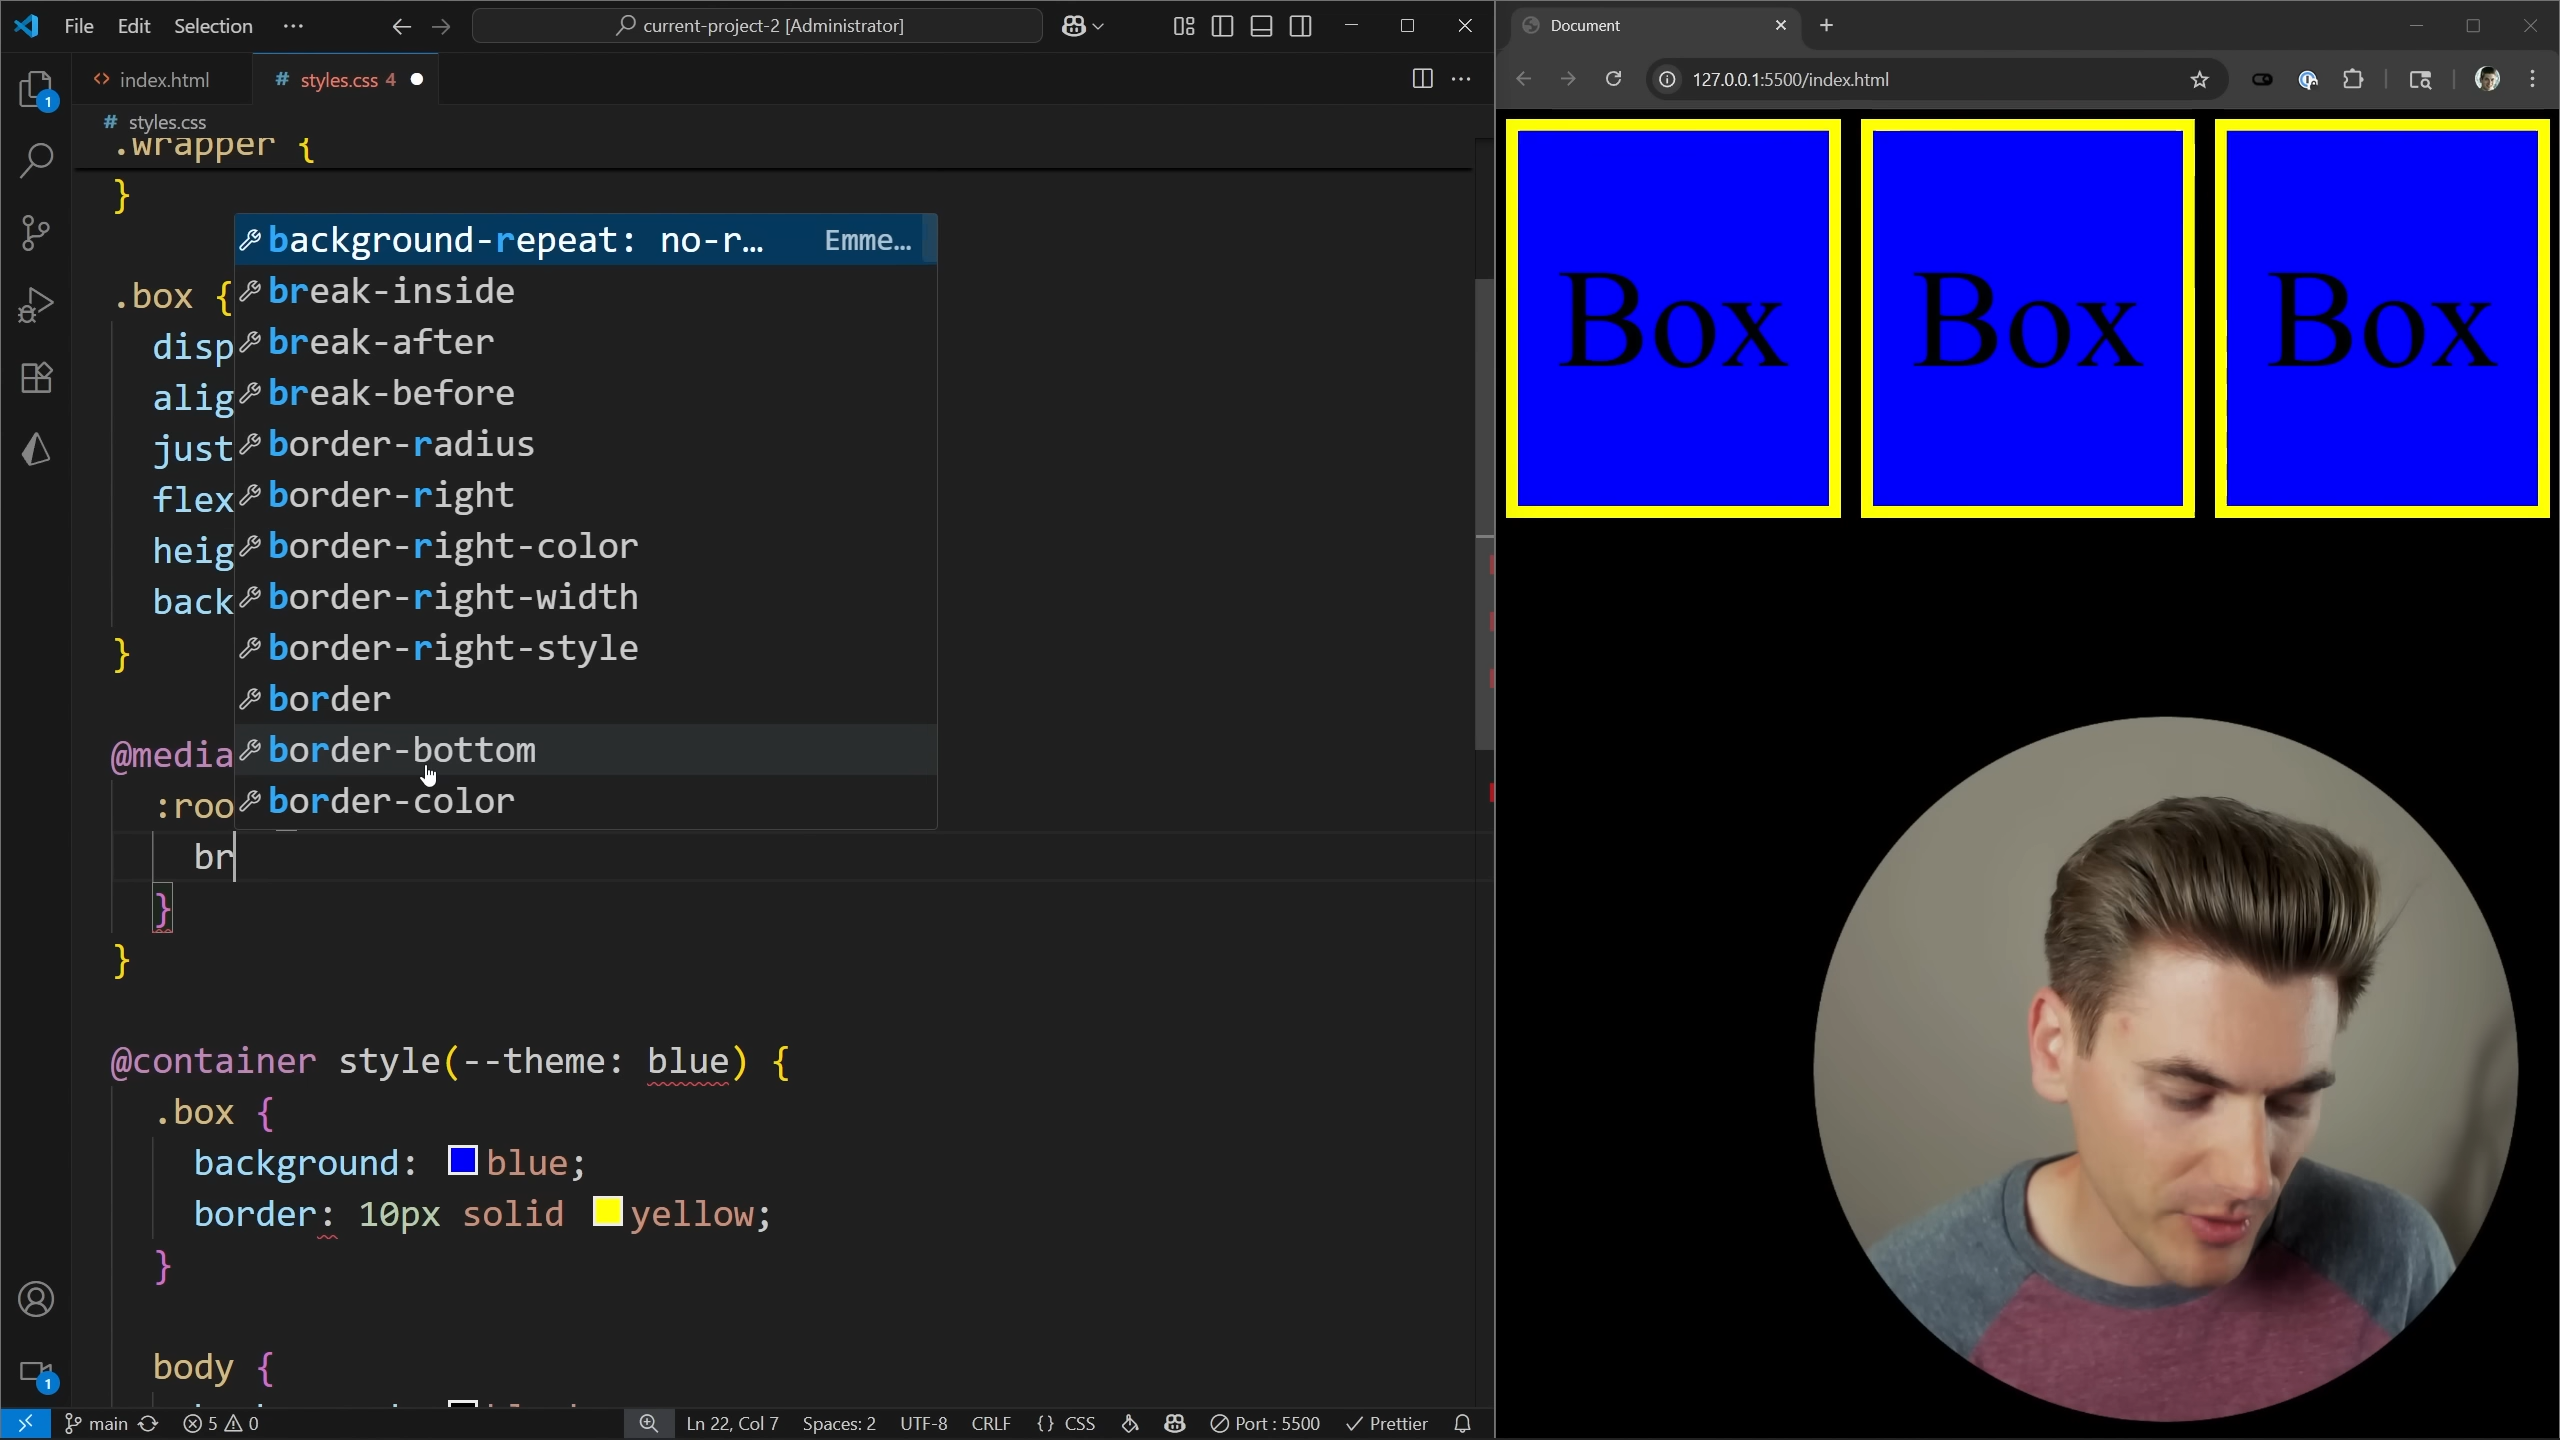 File Edit Selection ···
current-project-2 [Administrator]
index.html
styles.css 4
styles.css
.wrapper {
}
.box {
disp
alig
just
flex
heig
back
}
background-repeat: no-r… Emme…
break-inside
break-after
break-before
border-radius
border-right
border-right-color
border-right-width
border-right-style
border
border-bottom
border-color
@media
:roo
br
}
}
@container style(--theme: blue) {
.box {
background: blue;
border: 10px solid yellow;
}
body {
1
1
main
5 0
Ln 22, Col 7
Spaces: 2
UTF-8
CRLF
{} CSS
Port : 5500
Prettier
Document
127.0.0.1:5500/index.html
Box
Box
Box